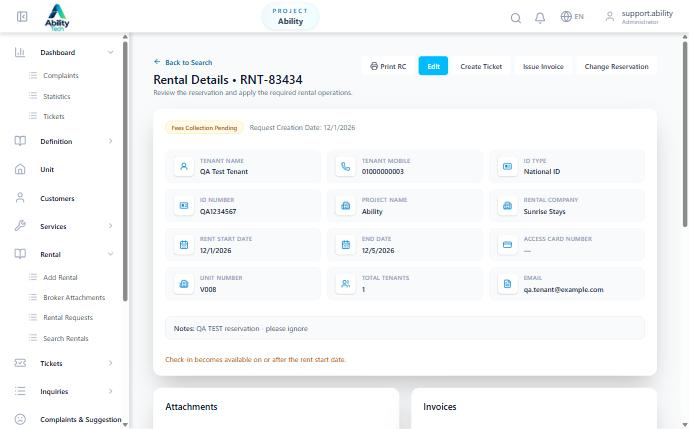 Ability
Tech
PROJECT
Ability
EN
support.ability
Administrator
Dashboard
Complaints
Statistics
Tickets
Definition
Unit
Customers
Services
Rental
Add Rental
Broker Attachments
Rental Requests
Search Rentals
Tickets
Inquiries
Complaints & Suggestion
Back to Search
Rental Details • RNT-83434
Review the reservation and apply the required rental operations.
Print RC
Edit
Create Ticket
Issue Invoice
Change Reservation
Fees Collection Pending
Request Creation Date: 12/1/2026
TENANT NAME
QA Test Tenant
TENANT MOBILE
01000000003
ID TYPE
National ID
ID NUMBER
QA1234567
PROJECT NAME
Ability
RENTAL COMPANY
Sunrise Stays
RENT START DATE
12/1/2026
END DATE
12/5/2026
ACCESS CARD NUMBER
—
UNIT NUMBER
V008
TOTAL TENANTS
1
EMAIL
qa.tenant@example.com
Notes: QA TEST reservation - please ignore
Check-in becomes available on or after the rent start date.
Attachments
Invoices